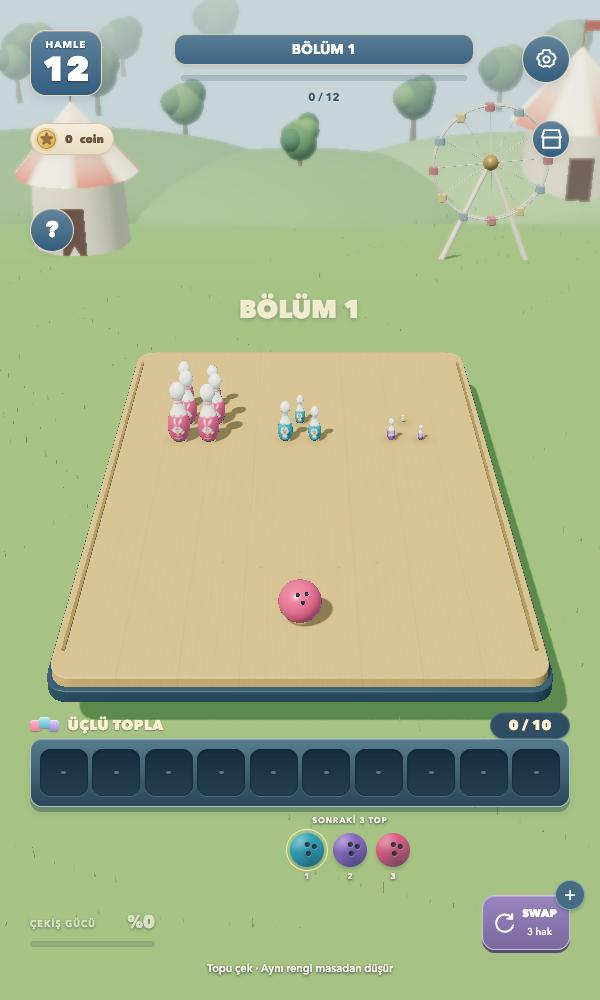 HAMLE
12
BÖLÜM 1
0 / 12
0 coin
?
BÖLÜM 1
ÜÇLÜ TOPLA
0 / 10
- - - - - - - - - -
SONRAKİ 3 TOP
1 2 3
ÇEKİŞ GÜCÜ %0
+
SWAP
3 hak
Topu çek · Aynı rengi masadan düşür